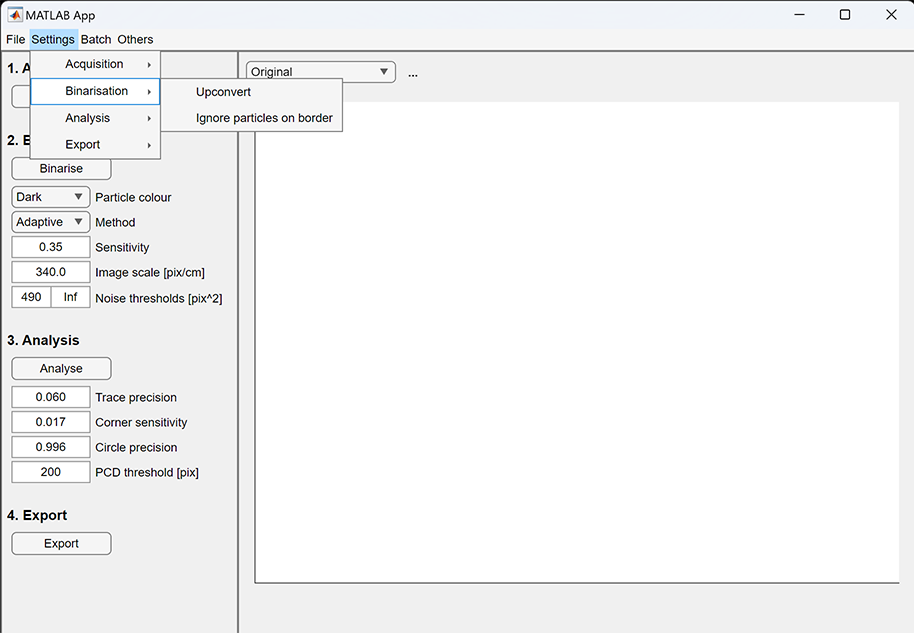 MATLAB App
File Settings Batch Others
1. A
Acquisition
Binarisation
Analysis
Export
Upconvert
Ignore particles on border
Original
...
2.
Binarise
Dark Particle colour
Adaptive Method
0.35 Sensitivity
340.0 Image scale [pix/cm]
490 Inf Noise thresholds [pix^2]
3. Analysis
Analyse
0.060 Trace precision
0.017 Corner sensitivity
0.996 Circle precision
200 PCD threshold [pix]
4. Export
Export